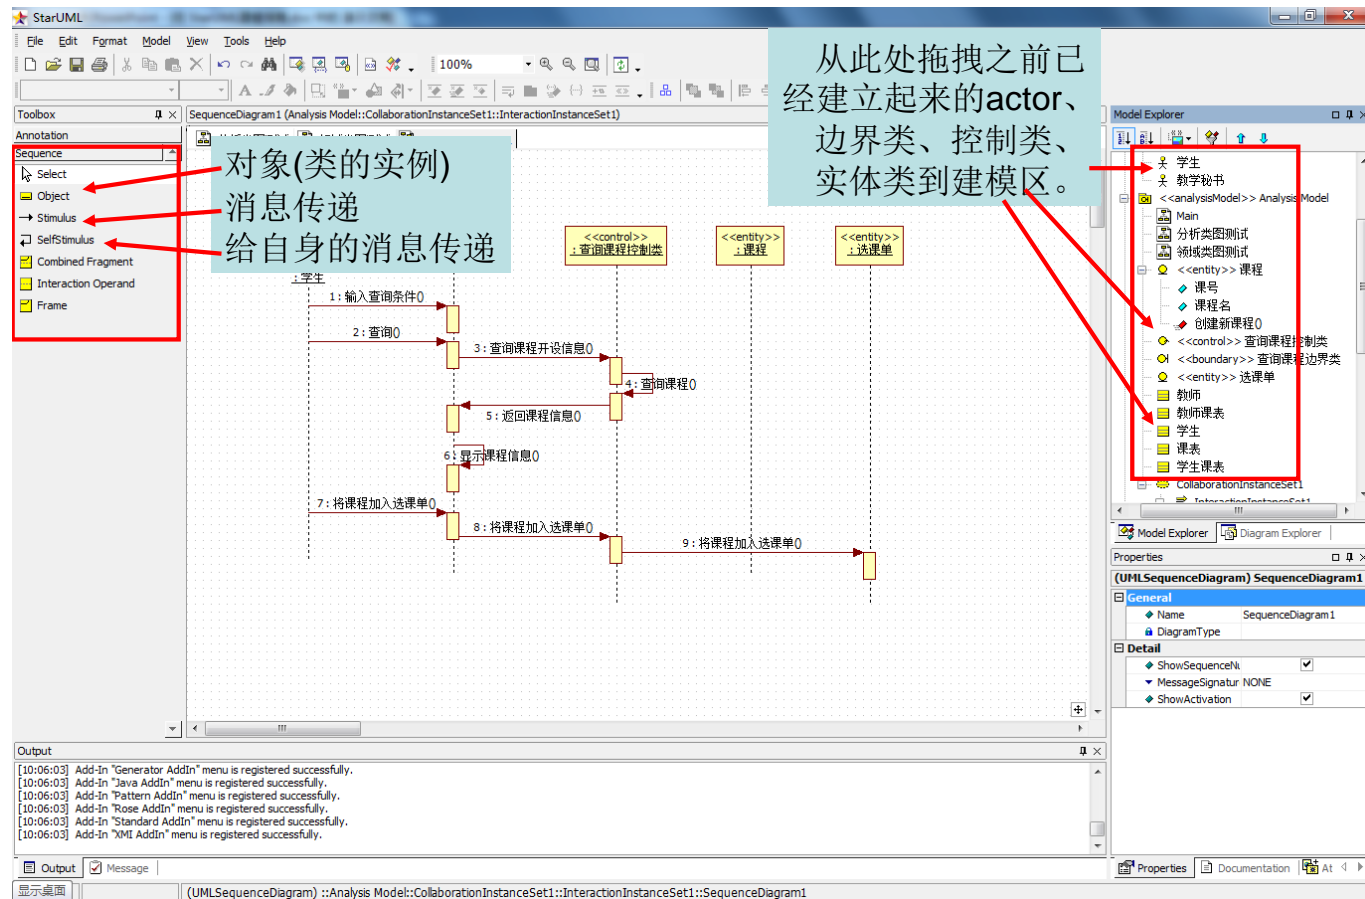 StarUML
File Edit Format Model View Tools Help
100%
从此处拖拽之前已
经建立起来的actor、
边界类、控制类、
实体类到建模区。
Toolbox
Annotation
Sequence
Select
Object
Stimulus
SelfStimulus
Combined Fragment
Interaction Operand
Frame
SequenceDiagram1 (Analysis Model::CollaborationInstanceSet1::InteractionInstanceSet1)
对象(类的实例)
消息传递
给自身的消息传递
<<control>>
: 查询课程控制类
<<entity>>
: 课程
<<entity>>
: 选课单
: 学生
1 : 输入查询条件()
2 : 查询()
3 : 查询课程开设信息()
4 : 查询课程()
5 : 返回课程信息()
6 : 显示课程信息()
7 : 将课程加入选课单()
8 : 将课程加入选课单()
9 : 将课程加入选课单()
Model Explorer
学生
教学秘书
<<analysisModel>> Analysis Model
Main
分析类图测试
领域类图测试
<<entity>> 课程
课号
课程名
创建新课程()
<<control>> 查询课程控制类
<<boundary>> 查询课程边界类
<<entity>> 选课单
教师
教师课表
学生
课表
学生课表
CollaborationInstanceSet1
InteractionInstanceSet1
Model Explorer Diagram Explorer
Properties
(UMLSequenceDiagram) SequenceDiagram1
General
Name SequenceDiagram1
DiagramType
Detail
ShowSequenceNu
MessageSignatur NONE
ShowActivation
Output
[10:06:03] Add-In "Generator AddIn" menu is registered successfully.
[10:06:03] Add-In "Java AddIn" menu is registered successfully.
[10:06:03] Add-In "Pattern AddIn" menu is registered successfully.
[10:06:03] Add-In "Rose AddIn" menu is registered successfully.
[10:06:03] Add-In "Standard AddIn" menu is registered successfully.
[10:06:03] Add-In "XMI AddIn" menu is registered successfully.
Output Message
Properties Documentation At
显示桌面
(UMLSequenceDiagram) ::Analysis Model::CollaborationInstanceSet1::InteractionInstanceSet1::SequenceDiagram1